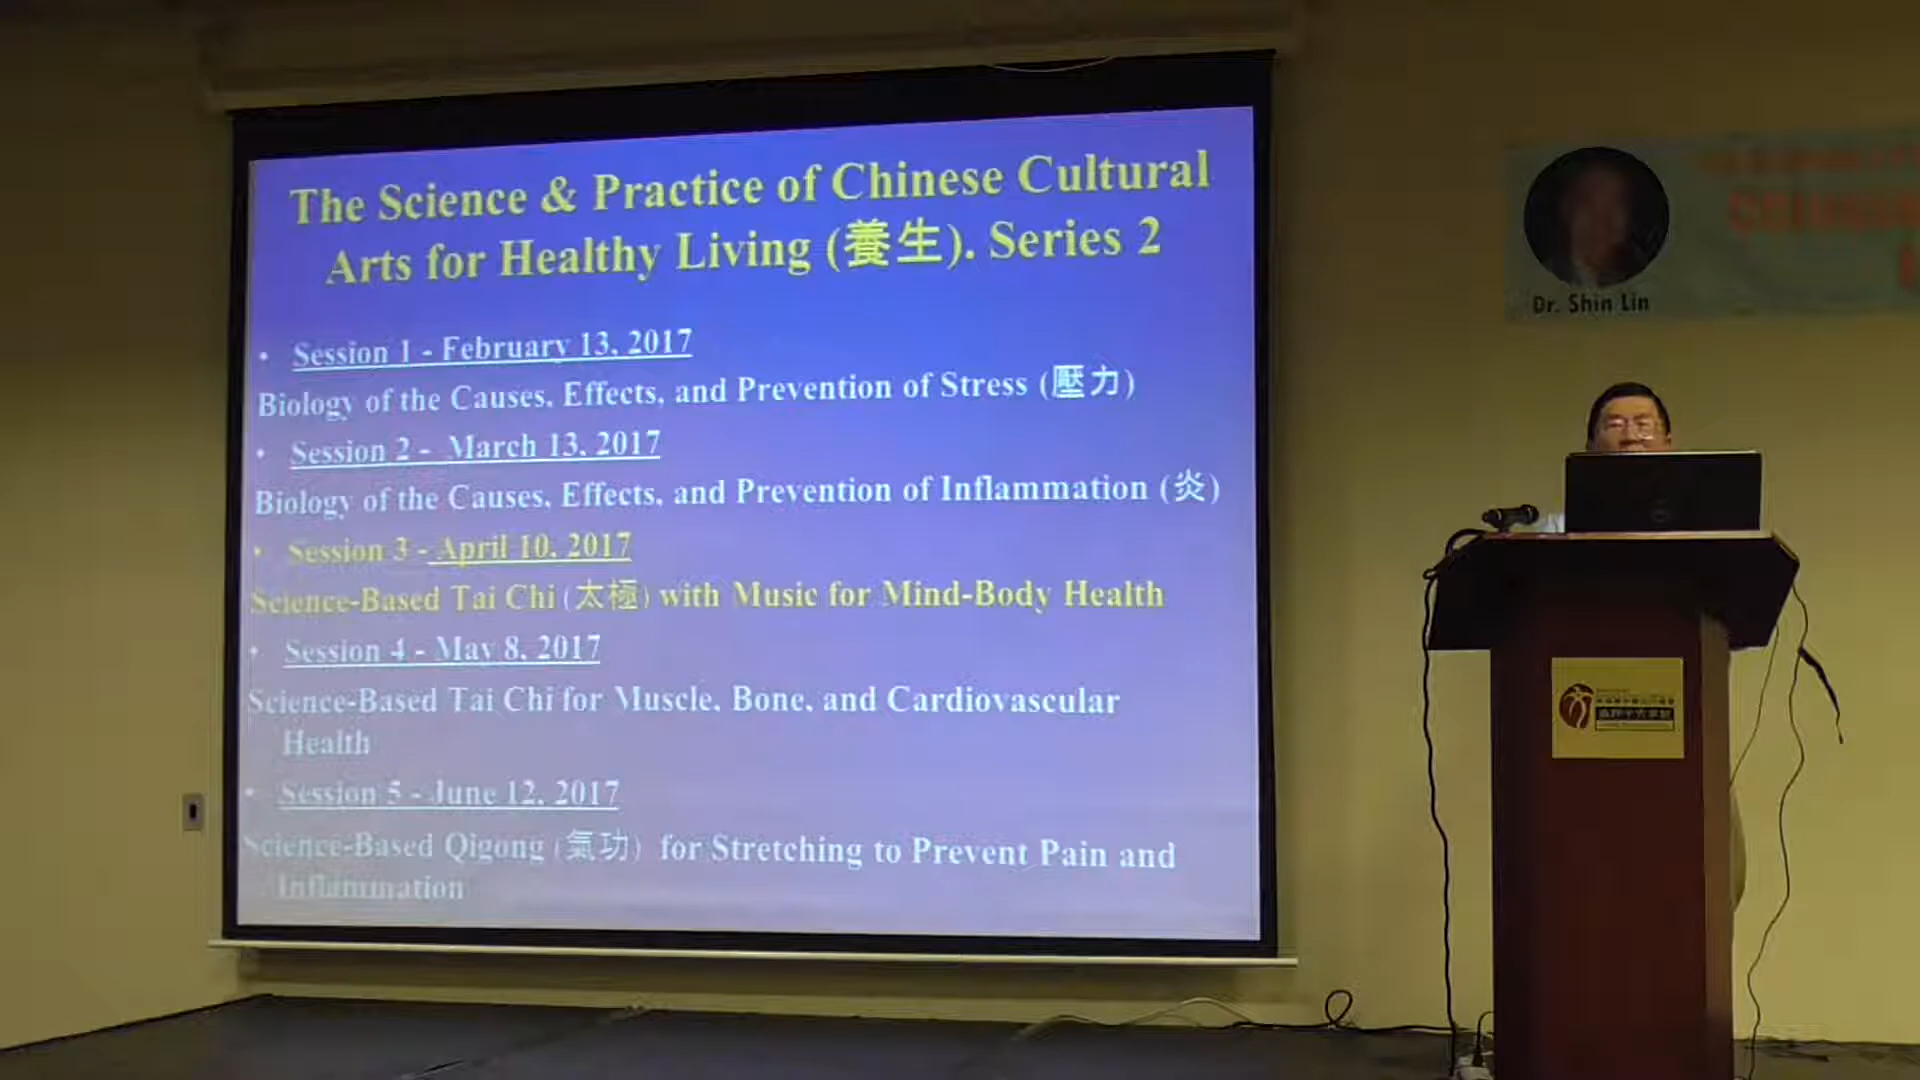 The Science & Practice of Chinese Cultural
Arts for Healthy Living (養生). Series 2
• Session 1 - February 13, 2017
Biology of the Causes, Effects, and Prevention of Stress (壓力)
• Session 2 - March 13, 2017
Biology of the Causes, Effects, and Prevention of Inflammation (炎)
• Session 3 - April 10, 2017
Science-Based Tai Chi (太極) with Music for Mind-Body Health
• Session 4 - May 8, 2017
Science-Based Tai Chi for Muscle, Bone, and Cardiovascular
Health
• Session 5 - June 12, 2017
Science-Based Qigong (氣功) for Stretching to Prevent Pain and
Inflammation
Dr. Shin Lin